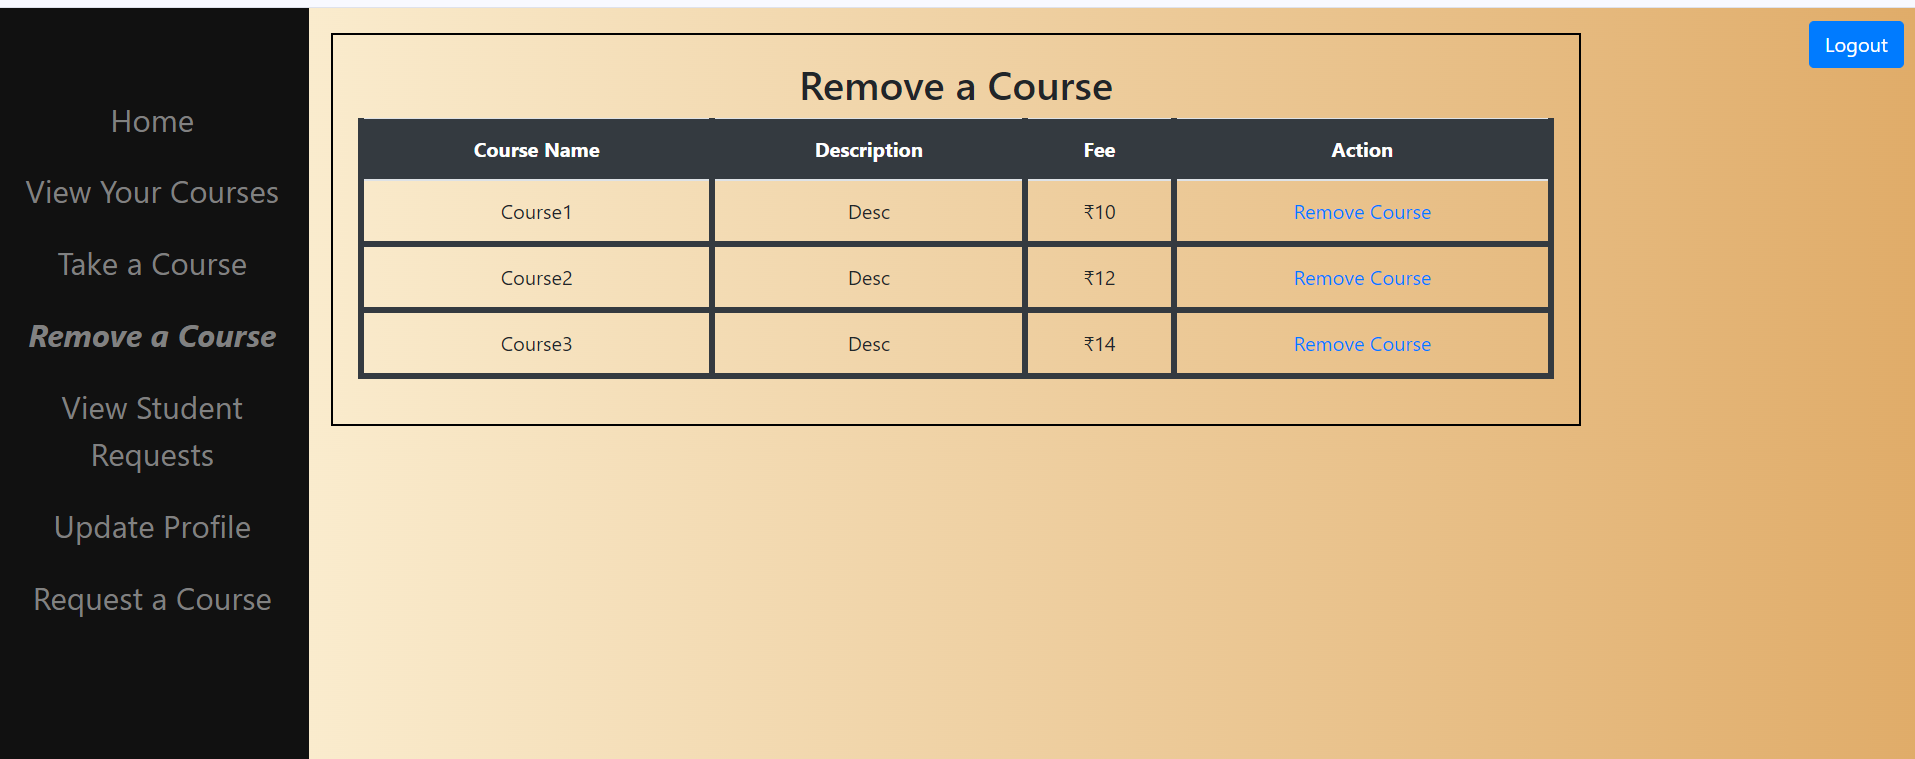 Home
View Your Courses
Take a Course
Remove a Course
View Student
Requests
Update Profile
Request a Course
Logout
Remove a Course
Course Name Description Fee Action
Course1 Desc ₹10 Remove Course
Course2 Desc ₹12 Remove Course
Course3 Desc ₹14 Remove Course